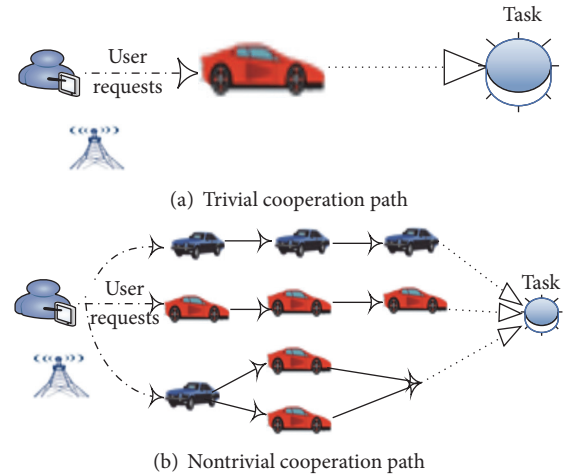 Task
User
requests
(a) Trivial cooperation path
Task
User
requests
(b) Nontrivial cooperation path